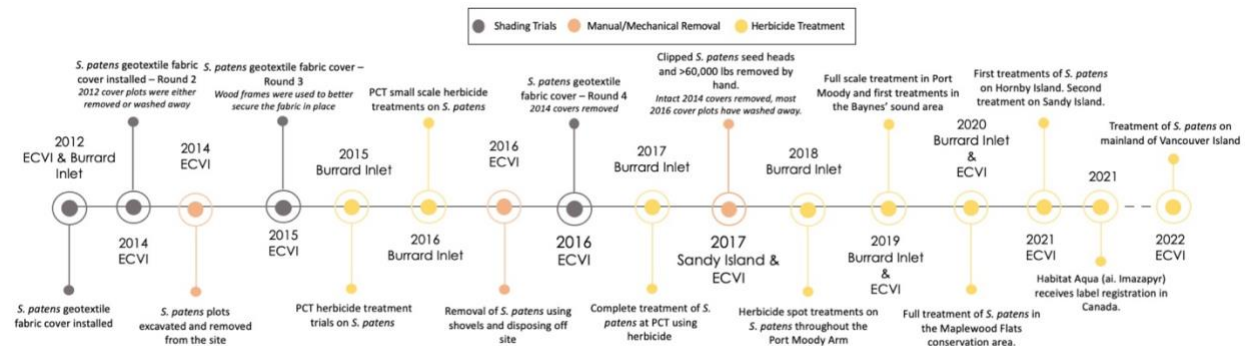 Shading Trials
Manual/Mechanical Removal
Herbicide Treatment
2012
ECVI & Burrard
Inlet
S. patens geotextile
fabric cover installed
S. patens geotextile fabric
cover installed – Round 2
2012 cover plots were either
removed or washed away
2014
ECVI
2014
ECVI
S. patens plots
excavated and removed
from the site
S. patens geotextile fabric cover –
Round 3
Wood frames were used to better
secure the fabric in place
2015
ECVI
2015
Burrard Inlet
PCT herbicide treatment
trials on S. patens
PCT small scale herbicide
treatments on S. patens
2016
Burrard Inlet
2016
ECVI
Removal of S. patens using
shovels and disposing off
site
S. patens geotextile
fabric cover – Round 4
2014 covers removed
2016
ECVI
2017
Burrard Inlet
Complete treatment of S.
patens at PCT using
herbicide
Clipped S. patens seed heads
and >60,000 lbs removed by
hand.
Intact 2014 covers removed, most
2016 cover plots have washed away.
2017
Sandy Island &
ECVI
2018
Burrard Inlet
Herbicide spot treatments on
S. patens throughout the
Port Moody Arm
Full scale treatment in Port
Moody and first treatments in
the Baynes' sound area
2019
Burrard Inlet
&
ECVI
2020
Burrard Inlet
&
ECVI
Full treatment of S. patens in
the Maplewood Flats
conservation area.
First treatments of S. patens
on Hornby Island. Second
treatment on Sandy Island.
2021
ECVI
2021
Habitat Aqua (ai. Imazapyr)
receives label registration in
Canada.
Treatment of S. patens on
mainland of Vancouver Island
2022
ECVI